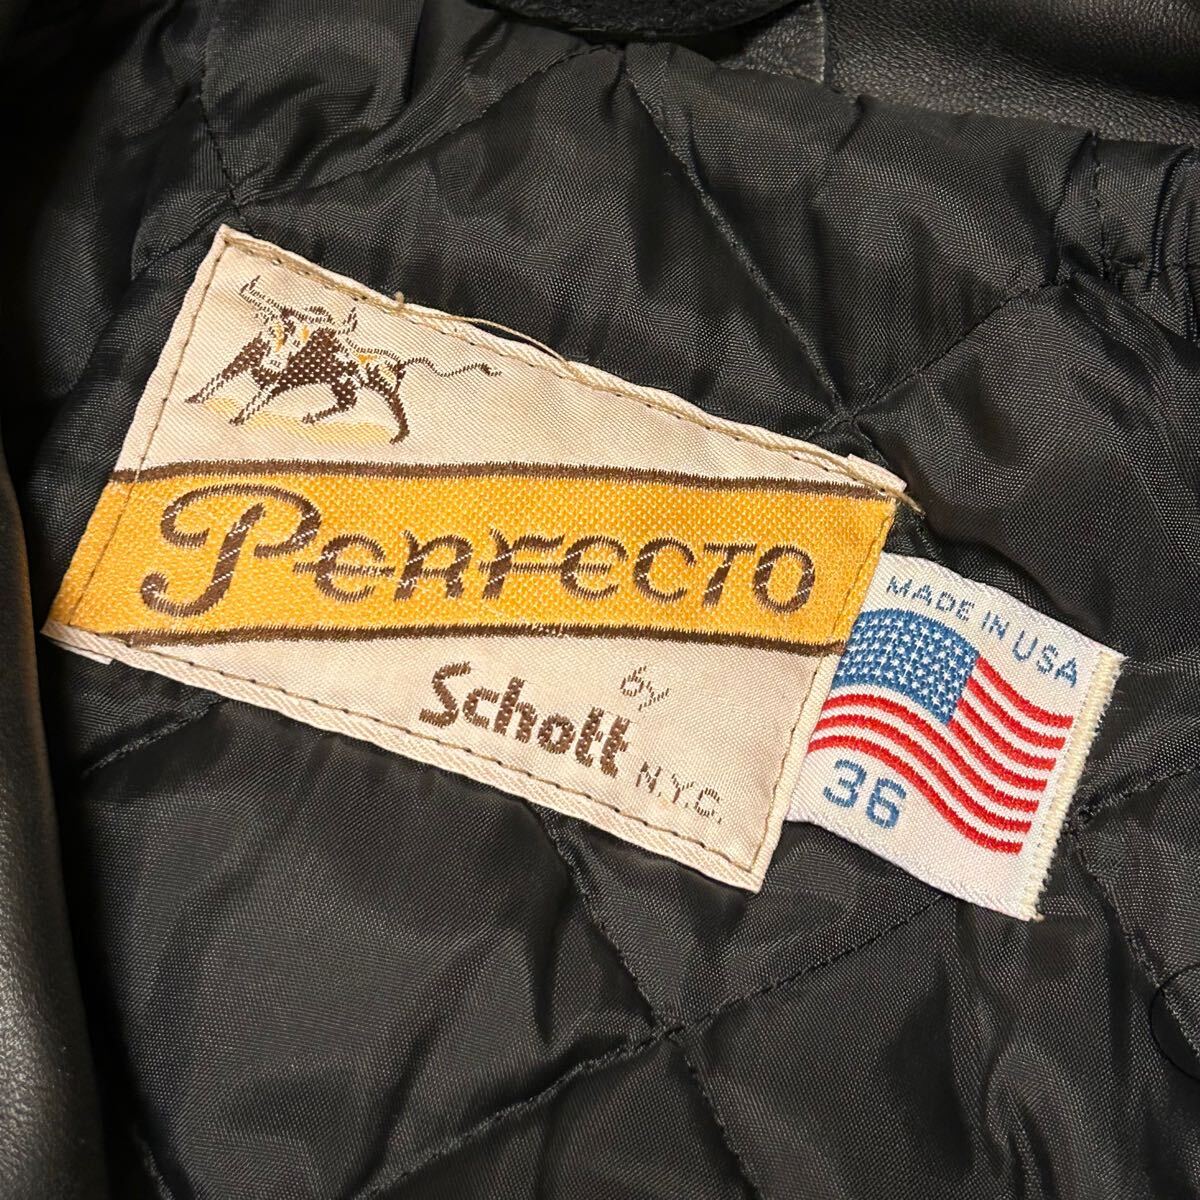 PERFECTO
by
Schott
N.Y.C.
MADE IN USA
36